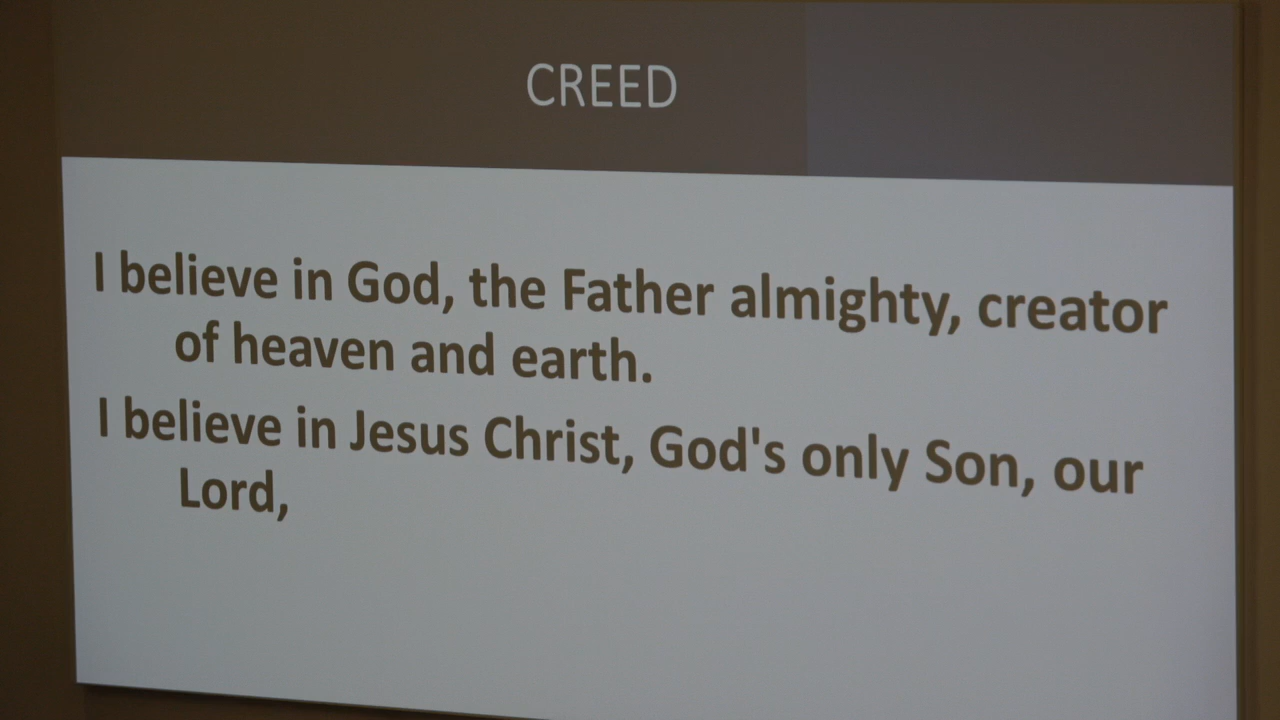 CREED
I believe in God, the Father almighty, creator
of heaven and earth.
I believe in Jesus Christ, God's only Son, our
Lord,